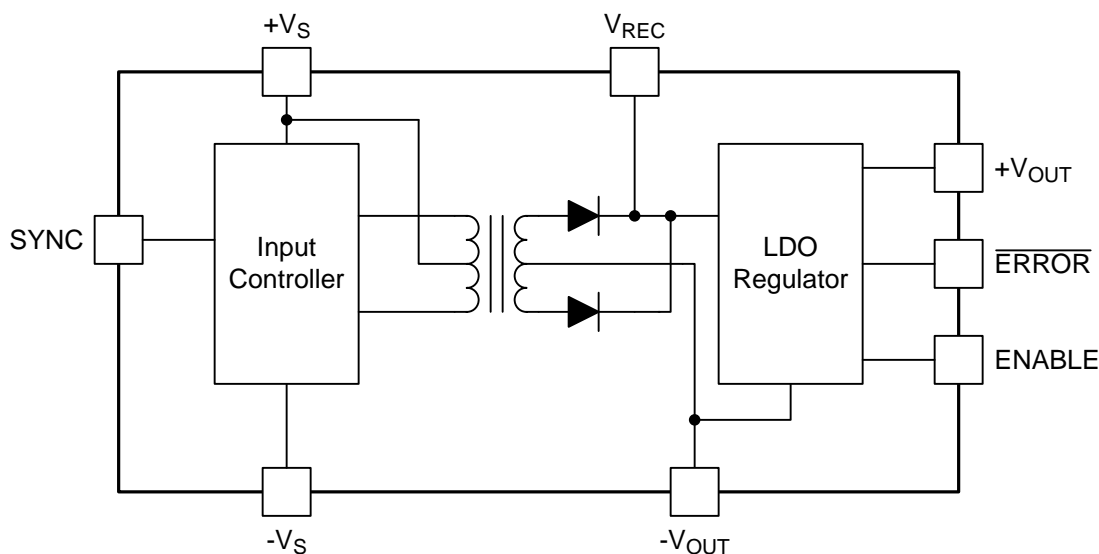 +VS
VREC
+VOUT
SYNC
Input
Controller
LDO
Regulator
ERROR
ENABLE
-VS
-VOUT